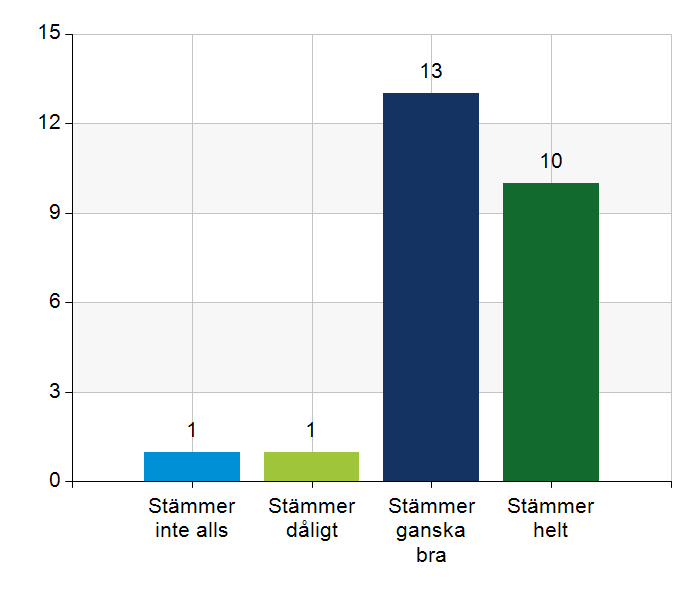 15
13
12
10
9
6
3
1
1
0
Stämmer
inte alls
Stämmer
dåligt
Stämmer
ganska
bra
Stämmer
helt